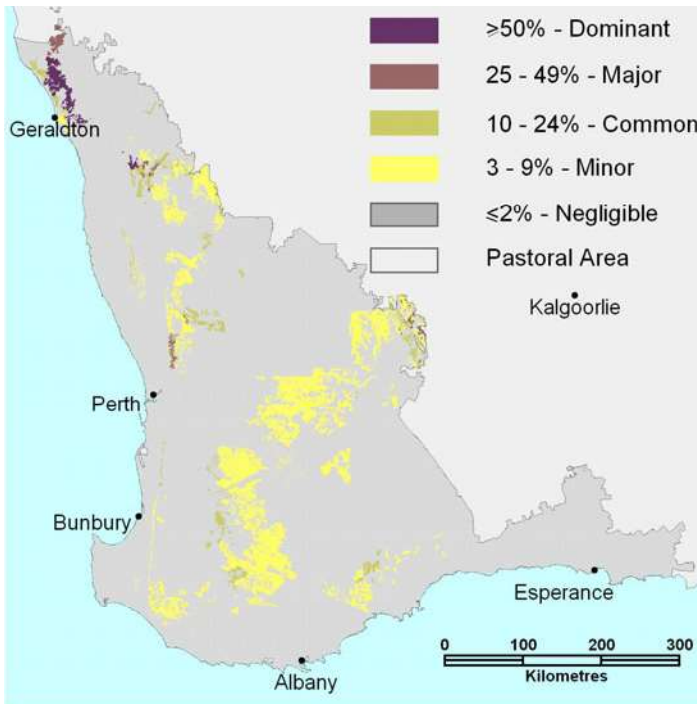 ≥50% - Dominant
25 - 49% - Major
10 - 24% - Common
3 - 9% - Minor
≤2% - Negligible
Pastoral Area
Geraldton
Kalgoorlie
Perth
Bunbury
Esperance
Albany
0 100 200 300
Kilometres